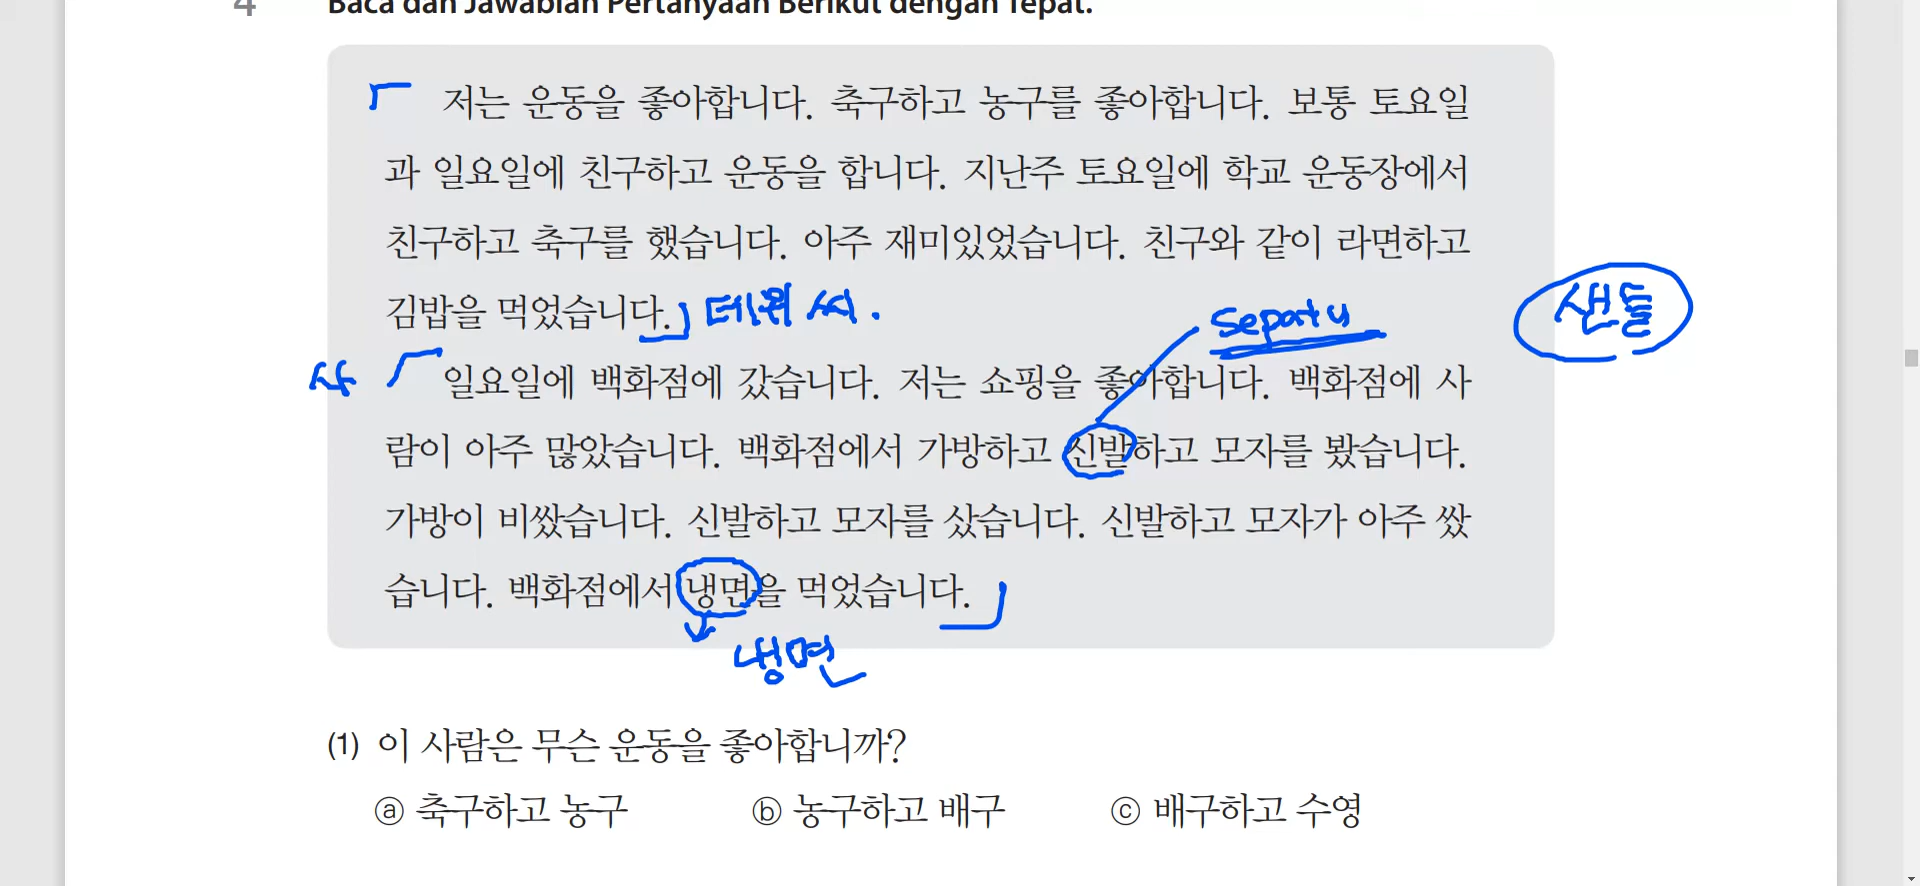 4 Baca dan Jawablah Pertanyaan Berikut dengan Tepat.
저는 운동을 좋아합니다. 축구하고 농구를 좋아합니다. 보통 토요일
과 일요일에 친구하고 운동을 합니다. 지난주 토요일에 학교 운동장에서
친구하고 축구를 했습니다. 아주 재미있었습니다. 친구와 같이 라면하고
김밥을 먹었습니다. 데위 씨.
sepatu
샌들
사
일요일에 백화점에 갔습니다. 저는 쇼핑을 좋아합니다. 백화점에 사
람이 아주 많았습니다. 백화점에서 가방하고 신발하고 모자를 봤습니다.
가방이 비쌌습니다. 신발하고 모자를 샀습니다. 신발하고 모자가 아주 쌌
습니다. 백화점에서 냉면을 먹었습니다.
냉면
(1) 이 사람은 무슨 운동을 좋아합니까?
ⓐ 축구하고 농구 ⓑ 농구하고 배구 ⓒ 배구하고 수영